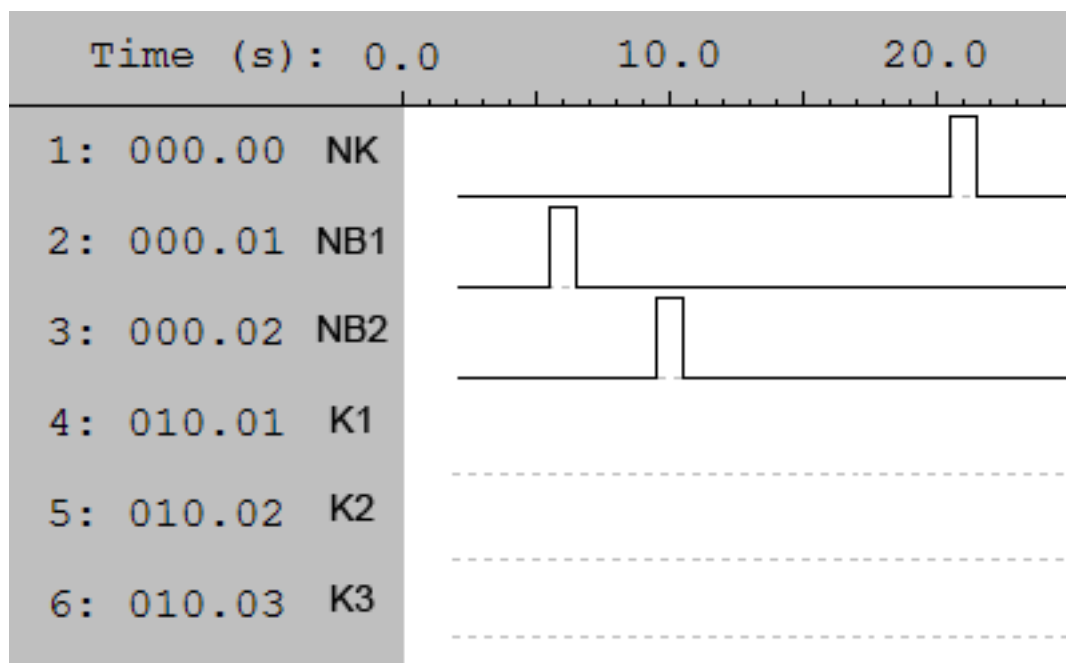 Time (s): 0.0 10.0 20.0
1: 000.00 NK
2: 000.01 NB1
3: 000.02 NB2
4: 010.01 K1
5: 010.02 K2
6: 010.03 K3